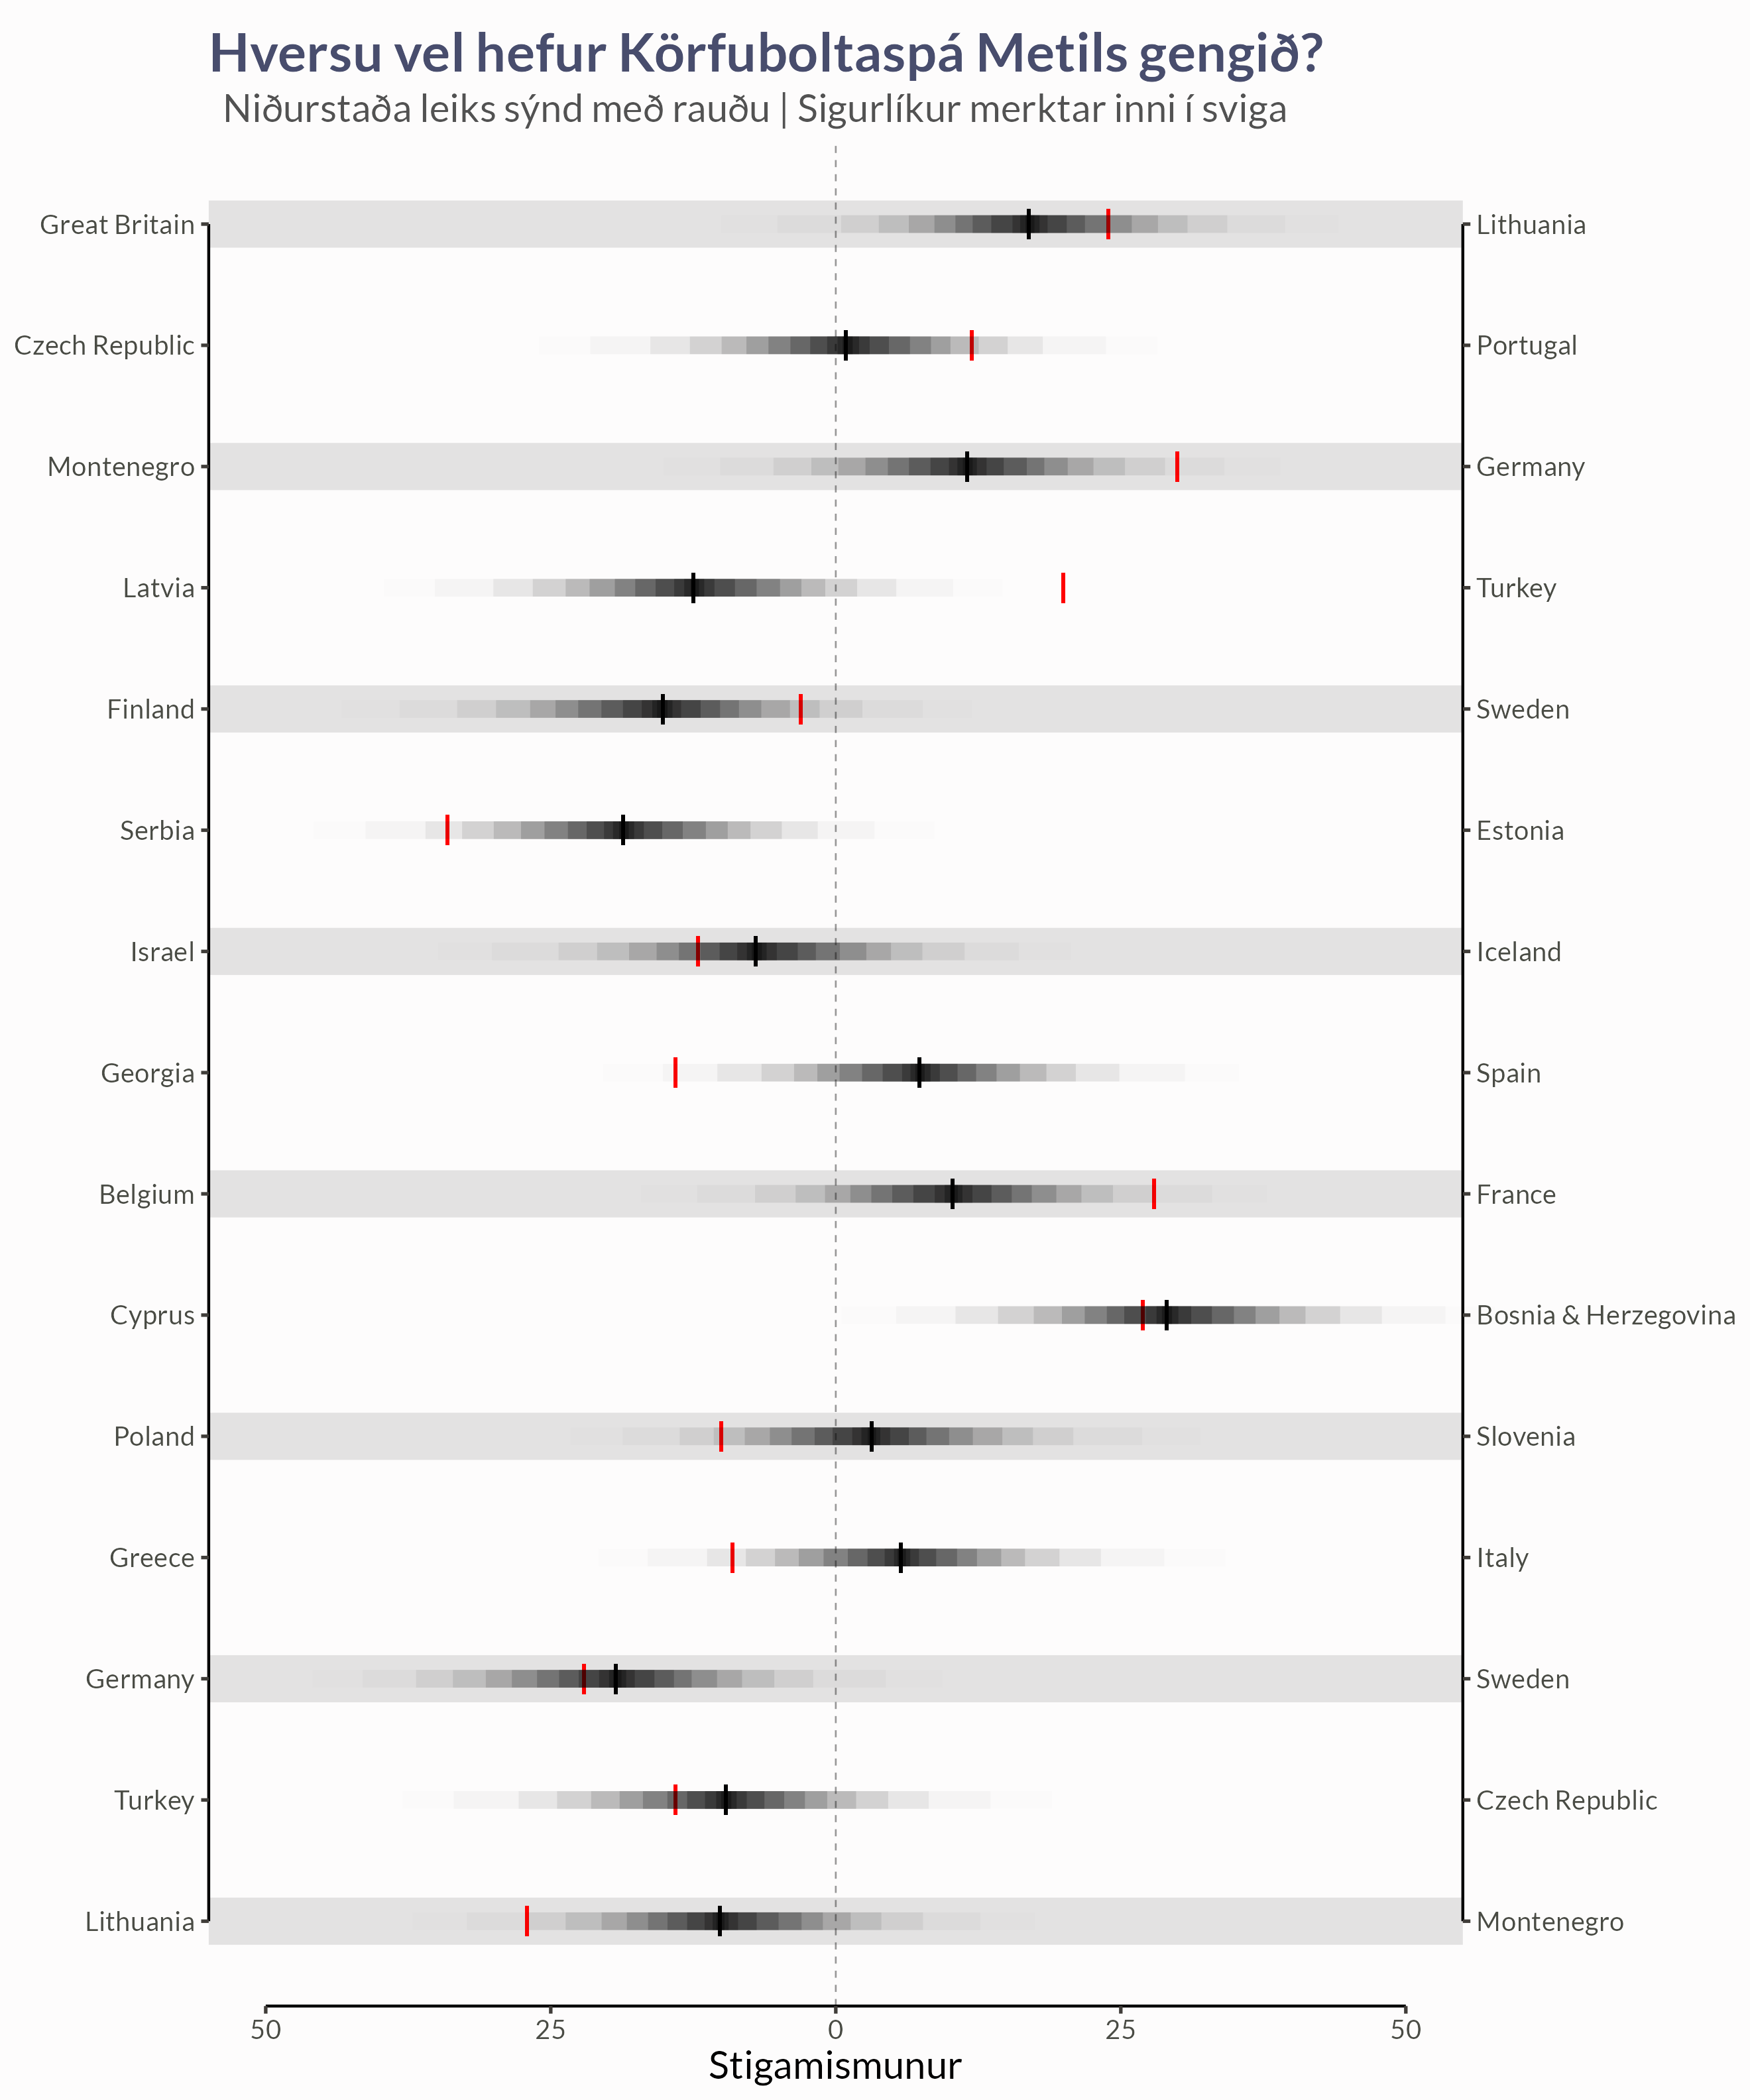 Hversu vel hefur Körfuboltaspá Metils gengið?
Niðurstaða leiks sýnd með rauðu | Sigurlíkur merktar inni í sviga
Great Britain Lithuania
Czech Republic Portugal
Montenegro Germany
Latvia Turkey
Finland Sweden
Serbia Estonia
Israel Iceland
Georgia Spain
Belgium France
Cyprus Bosnia & Herzegovina
Poland Slovenia
Greece Italy
Germany Sweden
Turkey Czech Republic
Lithuania Montenegro
50 25 0 25 50
Stigamismunur